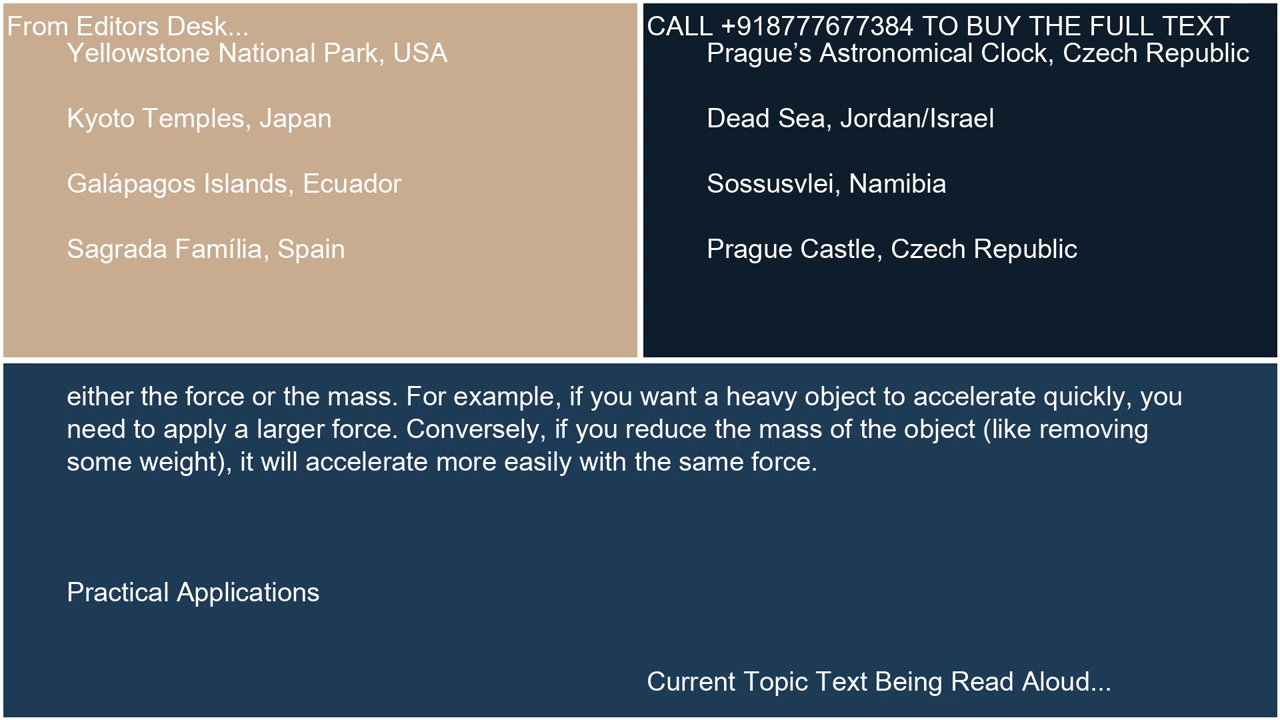 From Editors Desk...
Yellowstone National Park, USA
Kyoto Temples, Japan
Galápagos Islands, Ecuador
Sagrada Família, Spain
CALL +918777677384 TO BUY THE FULL TEXT
Prague’s Astronomical Clock, Czech Republic
Dead Sea, Jordan/Israel
Sossusvlei, Namibia
Prague Castle, Czech Republic
either the force or the mass. For example, if you want a heavy object to accelerate quickly, you
need to apply a larger force. Conversely, if you reduce the mass of the object (like removing
some weight), it will accelerate more easily with the same force.
Practical Applications
Current Topic Text Being Read Aloud...